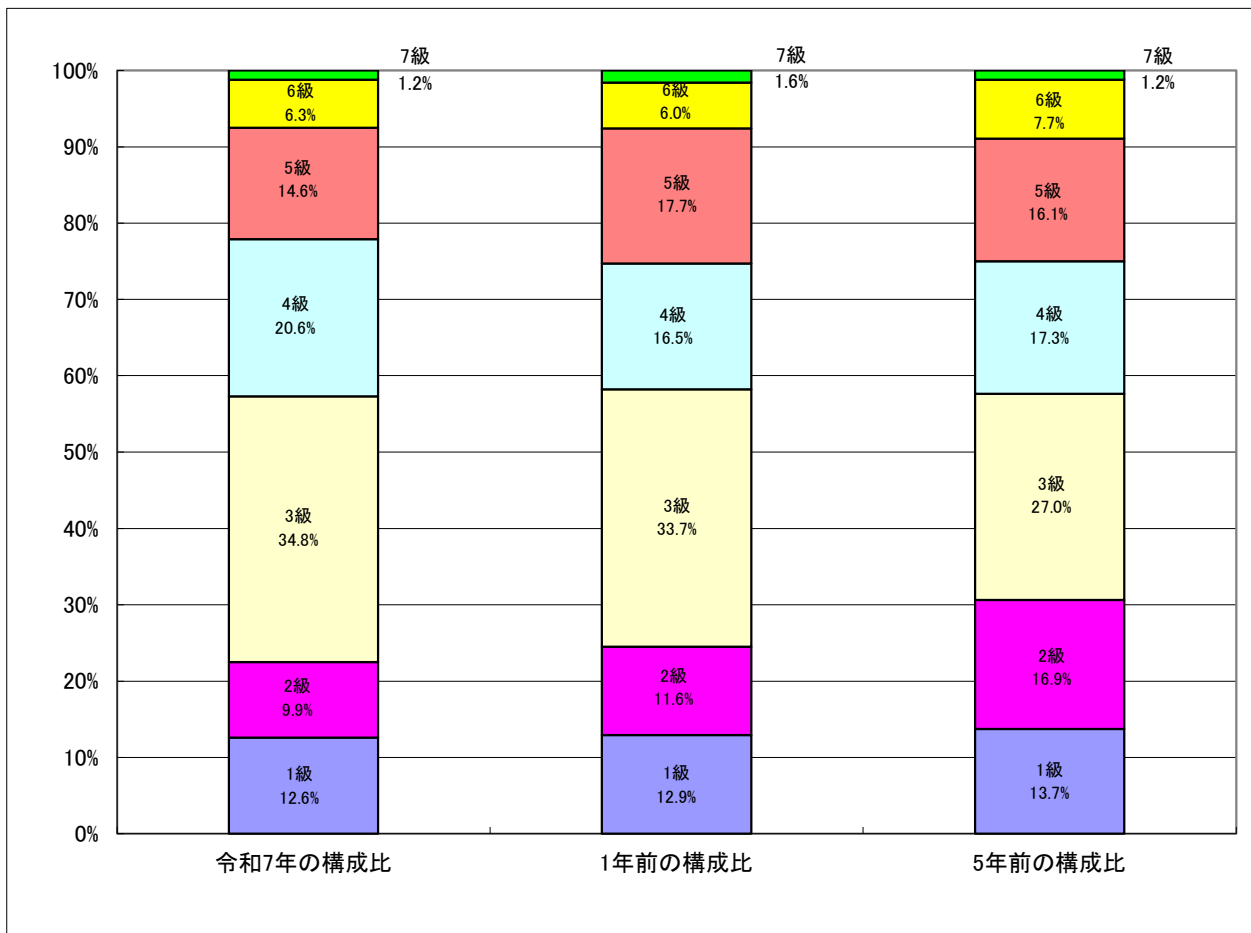 100%
90%
80%
70%
60%
50%
40%
30%
20%
10%
0%
7級
1.2%
6級
6.3%
5級
14.6%
4級
20.6%
3級
34.8%
2級
9.9%
1級
12.6%
令和7年の構成比
7級
1.6%
6級
6.0%
5級
17.7%
4級
16.5%
3級
33.7%
2級
11.6%
1級
12.9%
1年前の構成比
7級
1.2%
6級
7.7%
5級
16.1%
4級
17.3%
3級
27.0%
2級
16.9%
1級
13.7%
5年前の構成比